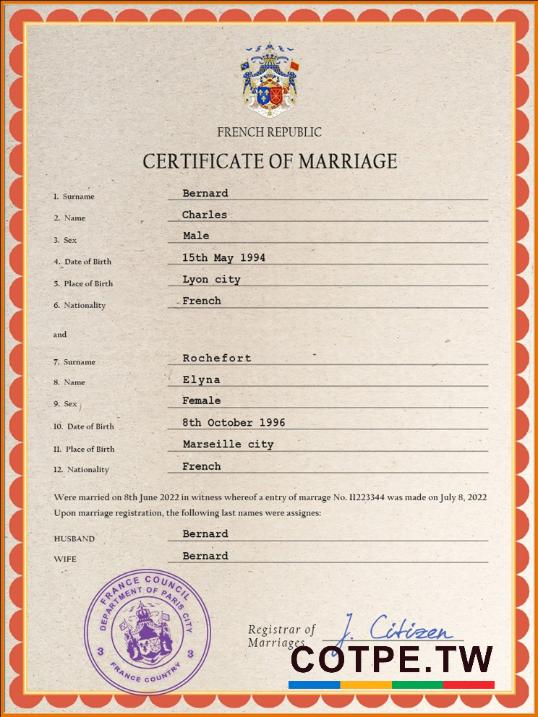 FRENCH REPUBLIC
CERTIFICATE OF MARRIAGE
1. Surname Bernard
2. Name Charles
3. Sex Male
4. Date of Birth 15th May 1994
5. Place of Birth Lyon city
6. Nationality French
and
7. Surname Rochefort
8. Name Elyna
9. Sex Female
10. Date of Birth 8th October 1996
11. Place of Birth Marseille city
12. Nationality French
Were married on 8th June 2022 in witness whereof a entry of marrage No. 11223344 was made on July 8, 2022
Upon marriage registration, the following last names were assignes:
HUSBAND Bernard
WIFE Bernard
FRANCE COUNCIL
DEPARTMENT OF PARIS CITY
3 3
FRANCE COUNTRY
Registrar of J. Citizen
Marriages
COTPE.TW